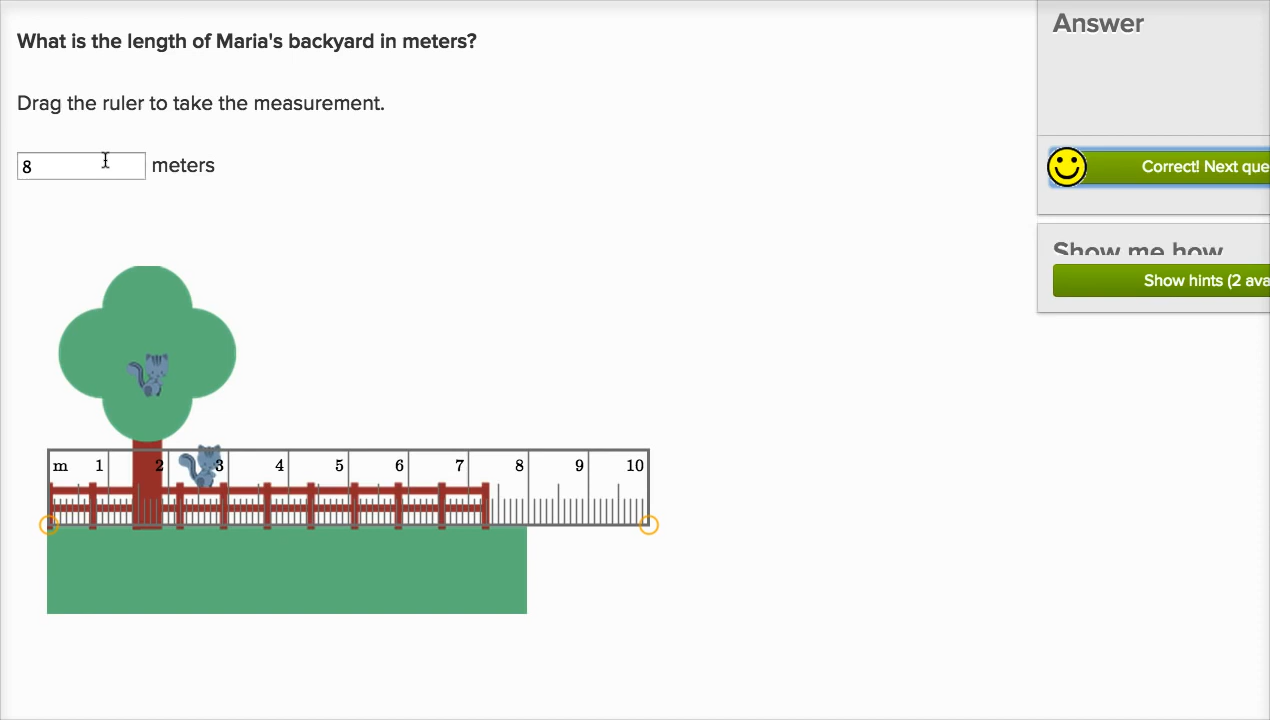 What is the length of Maria's backyard in meters?
Drag the ruler to take the measurement.
8 meters
m 1 2 3 4 5 6 7 8 9 10
Answer
Correct! Next que
Show me how
Show hints (2 ava